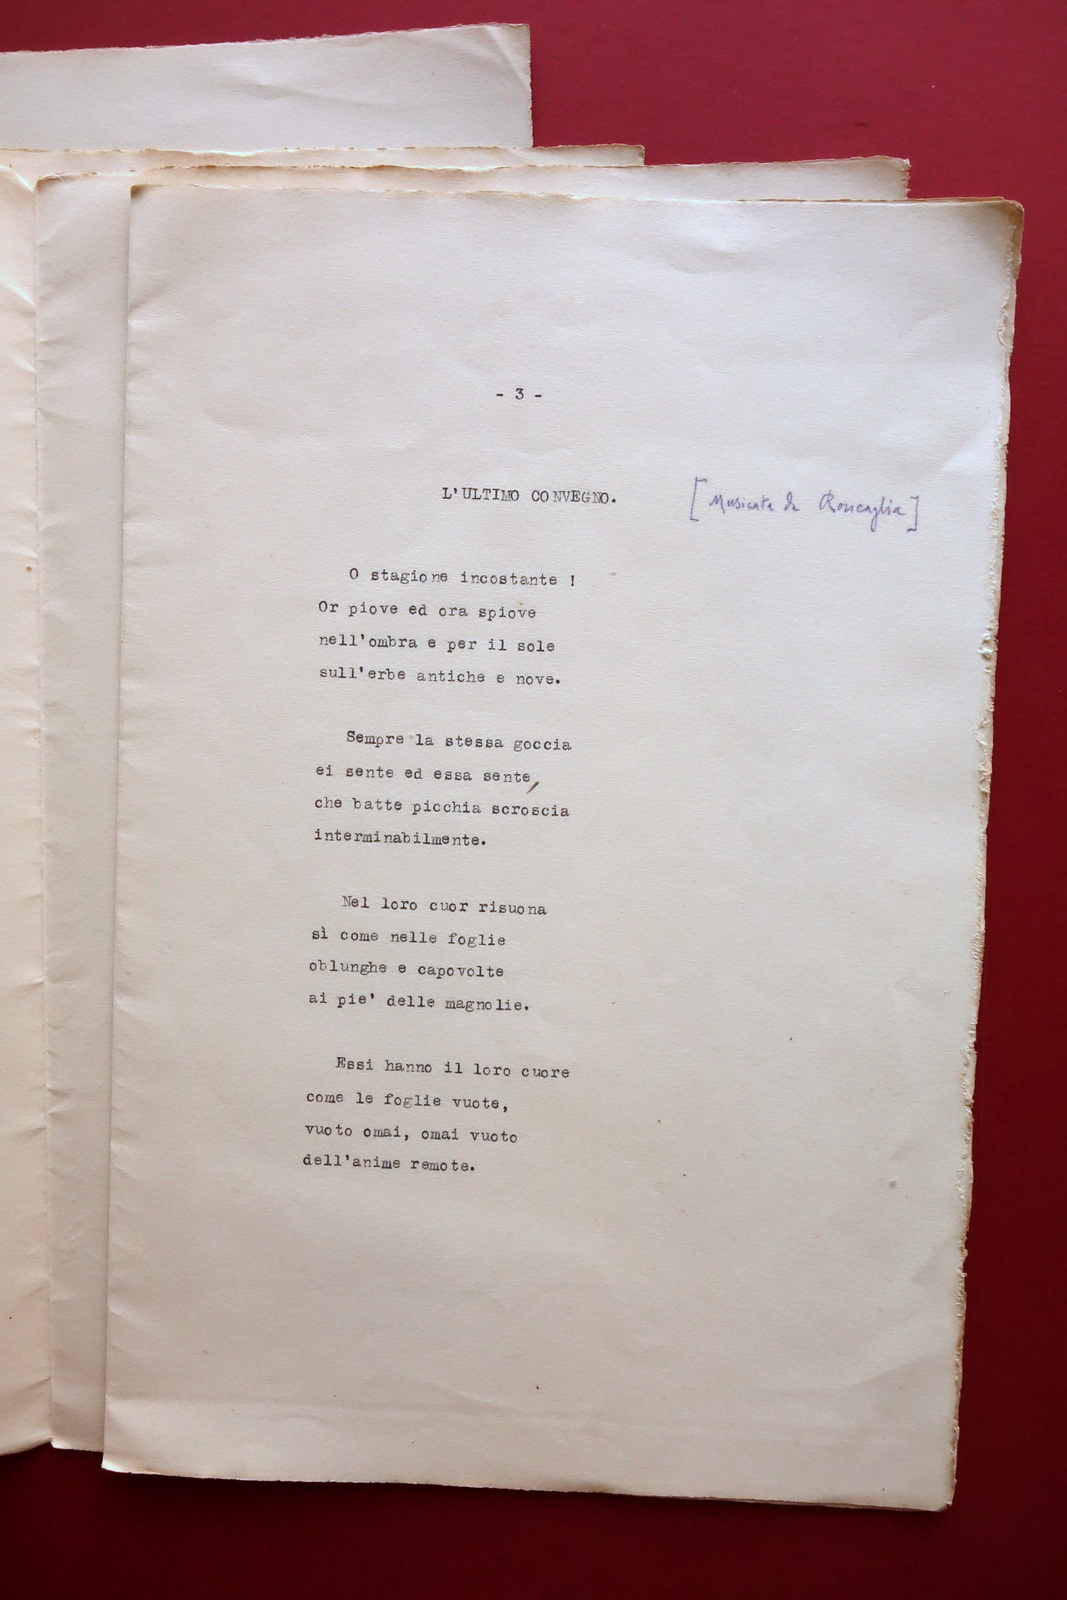 - 3 -
L'ULTIMO CONVEGNO.
[Musicata da Roncaglia]
O stagione incostante !
Or piove ed ora spiove
nell'ombra e per il sole
sull'erbe antiche e nove.
Sempre la stessa goccia
ei sente ed essa sente,
che batte picchia scroscia
interminabilmente.
Nel loro cuor risuona
sì come nelle foglie
oblunghe e capovolte
ai pie' delle magnolie.
Essi hanno il loro cuore
come le foglie vuote,
vuoto omai, omai vuoto
dell'anime remote.